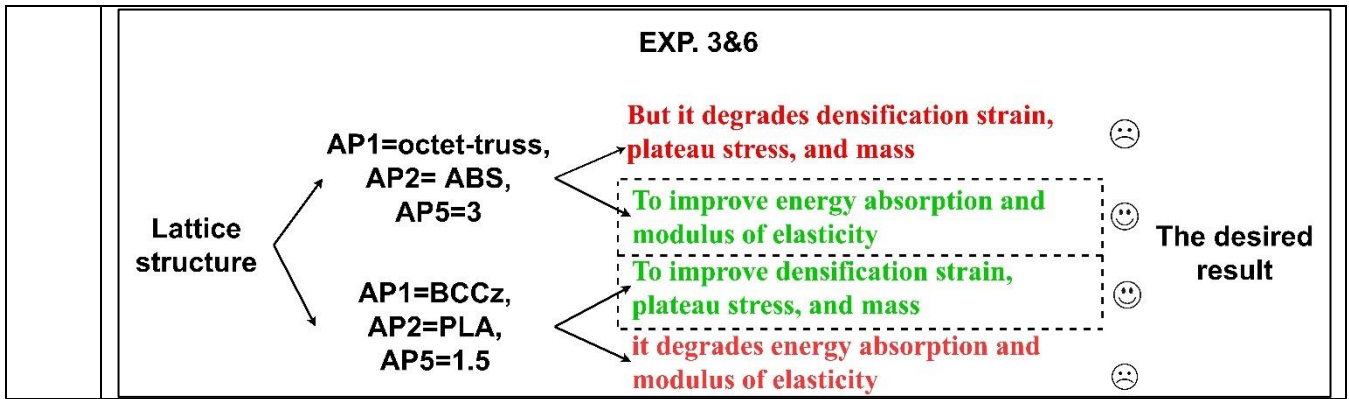 EXP. 3&6
Lattice
structure
AP1=octet-truss,
AP2= ABS,
AP5=3
But it degrades densification strain,
plateau stress, and mass
To improve energy absorption and
modulus of elasticity
AP1=BCCz,
AP2=PLA,
AP5=1.5
To improve densification strain,
plateau stress, and mass
it degrades energy absorption and
modulus of elasticity
The desired
result